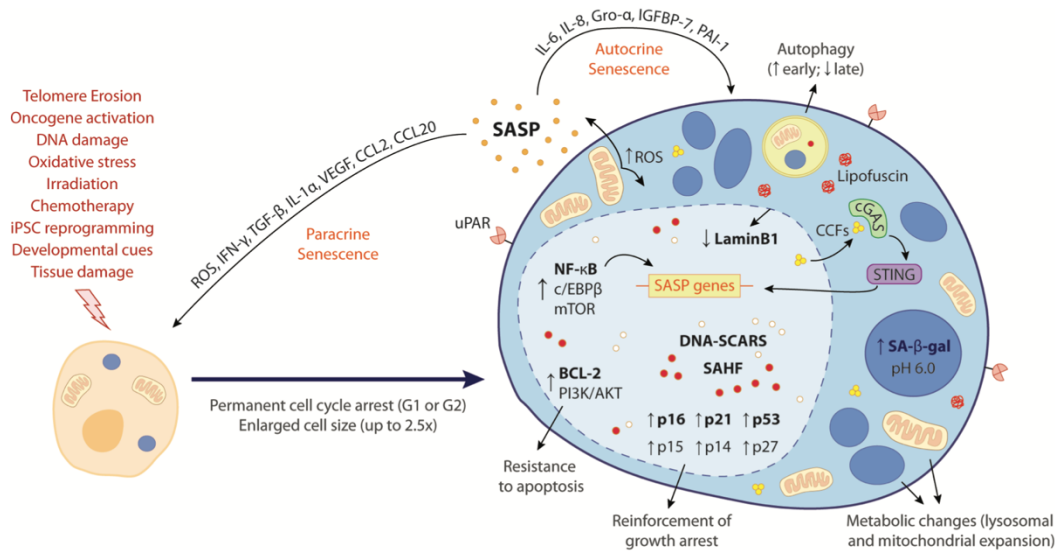 IL-6, IL-8, Gro-α, IGFBP-7, PAI-1
Autocrine
Senescence
Autophagy
(↑ early; ↓ late)
Telomere Erosion
Oncogene activation
DNA damage
Oxidative stress
Irradiation
Chemotherapy
iPSC reprogramming
Developmental cues
Tissue damage
SASP
ROS, IFN-γ, TGF-β, IL-1α, VEGF, CCL2, CCL20
Paracrine
Senescence
uPAR
↑ ROS
Lipofuscin
cGAS
CCFs
STING
↓ LaminB1
↑ NF-κB
c/EBPβ
mTOR
SASP genes
DNA-SCARS
SAHF
↑ SA-β-gal
pH 6.0
↑ BCL-2
PI3K/AKT
↑ p16 ↑ p21 ↑ p53
↑ p15 ↑ p14 ↑ p27
Permanent cell cycle arrest (G1 or G2)
Enlarged cell size (up to 2.5x)
Resistance
to apoptosis
Reinforcement of
growth arrest
Metabolic changes (lysosomal
and mitochondrial expansion)